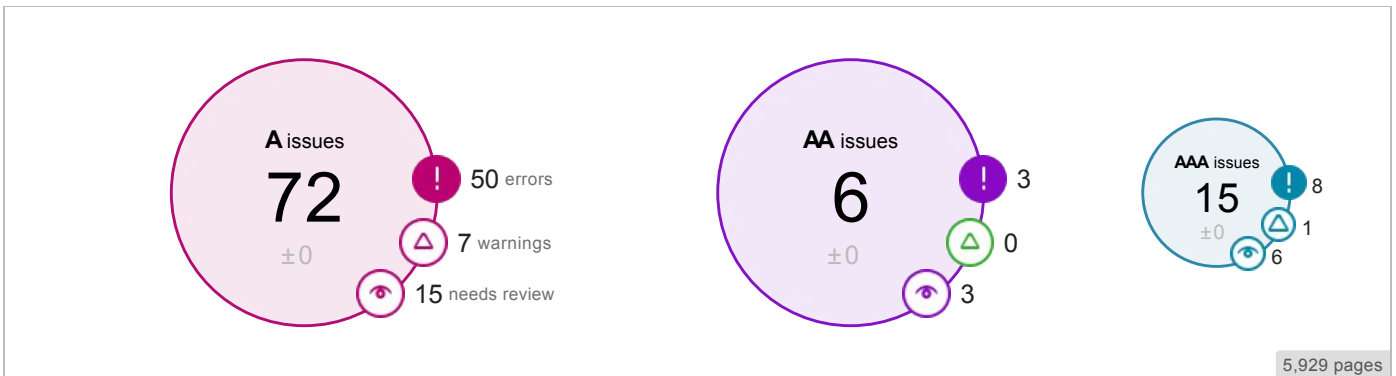 A issues
72
±0
! 50 errors
7 warnings
15 needs review
AA issues
6
±0
! 3
0
3
AAA issues
15
±0
! 8
1
6
5,929 pages